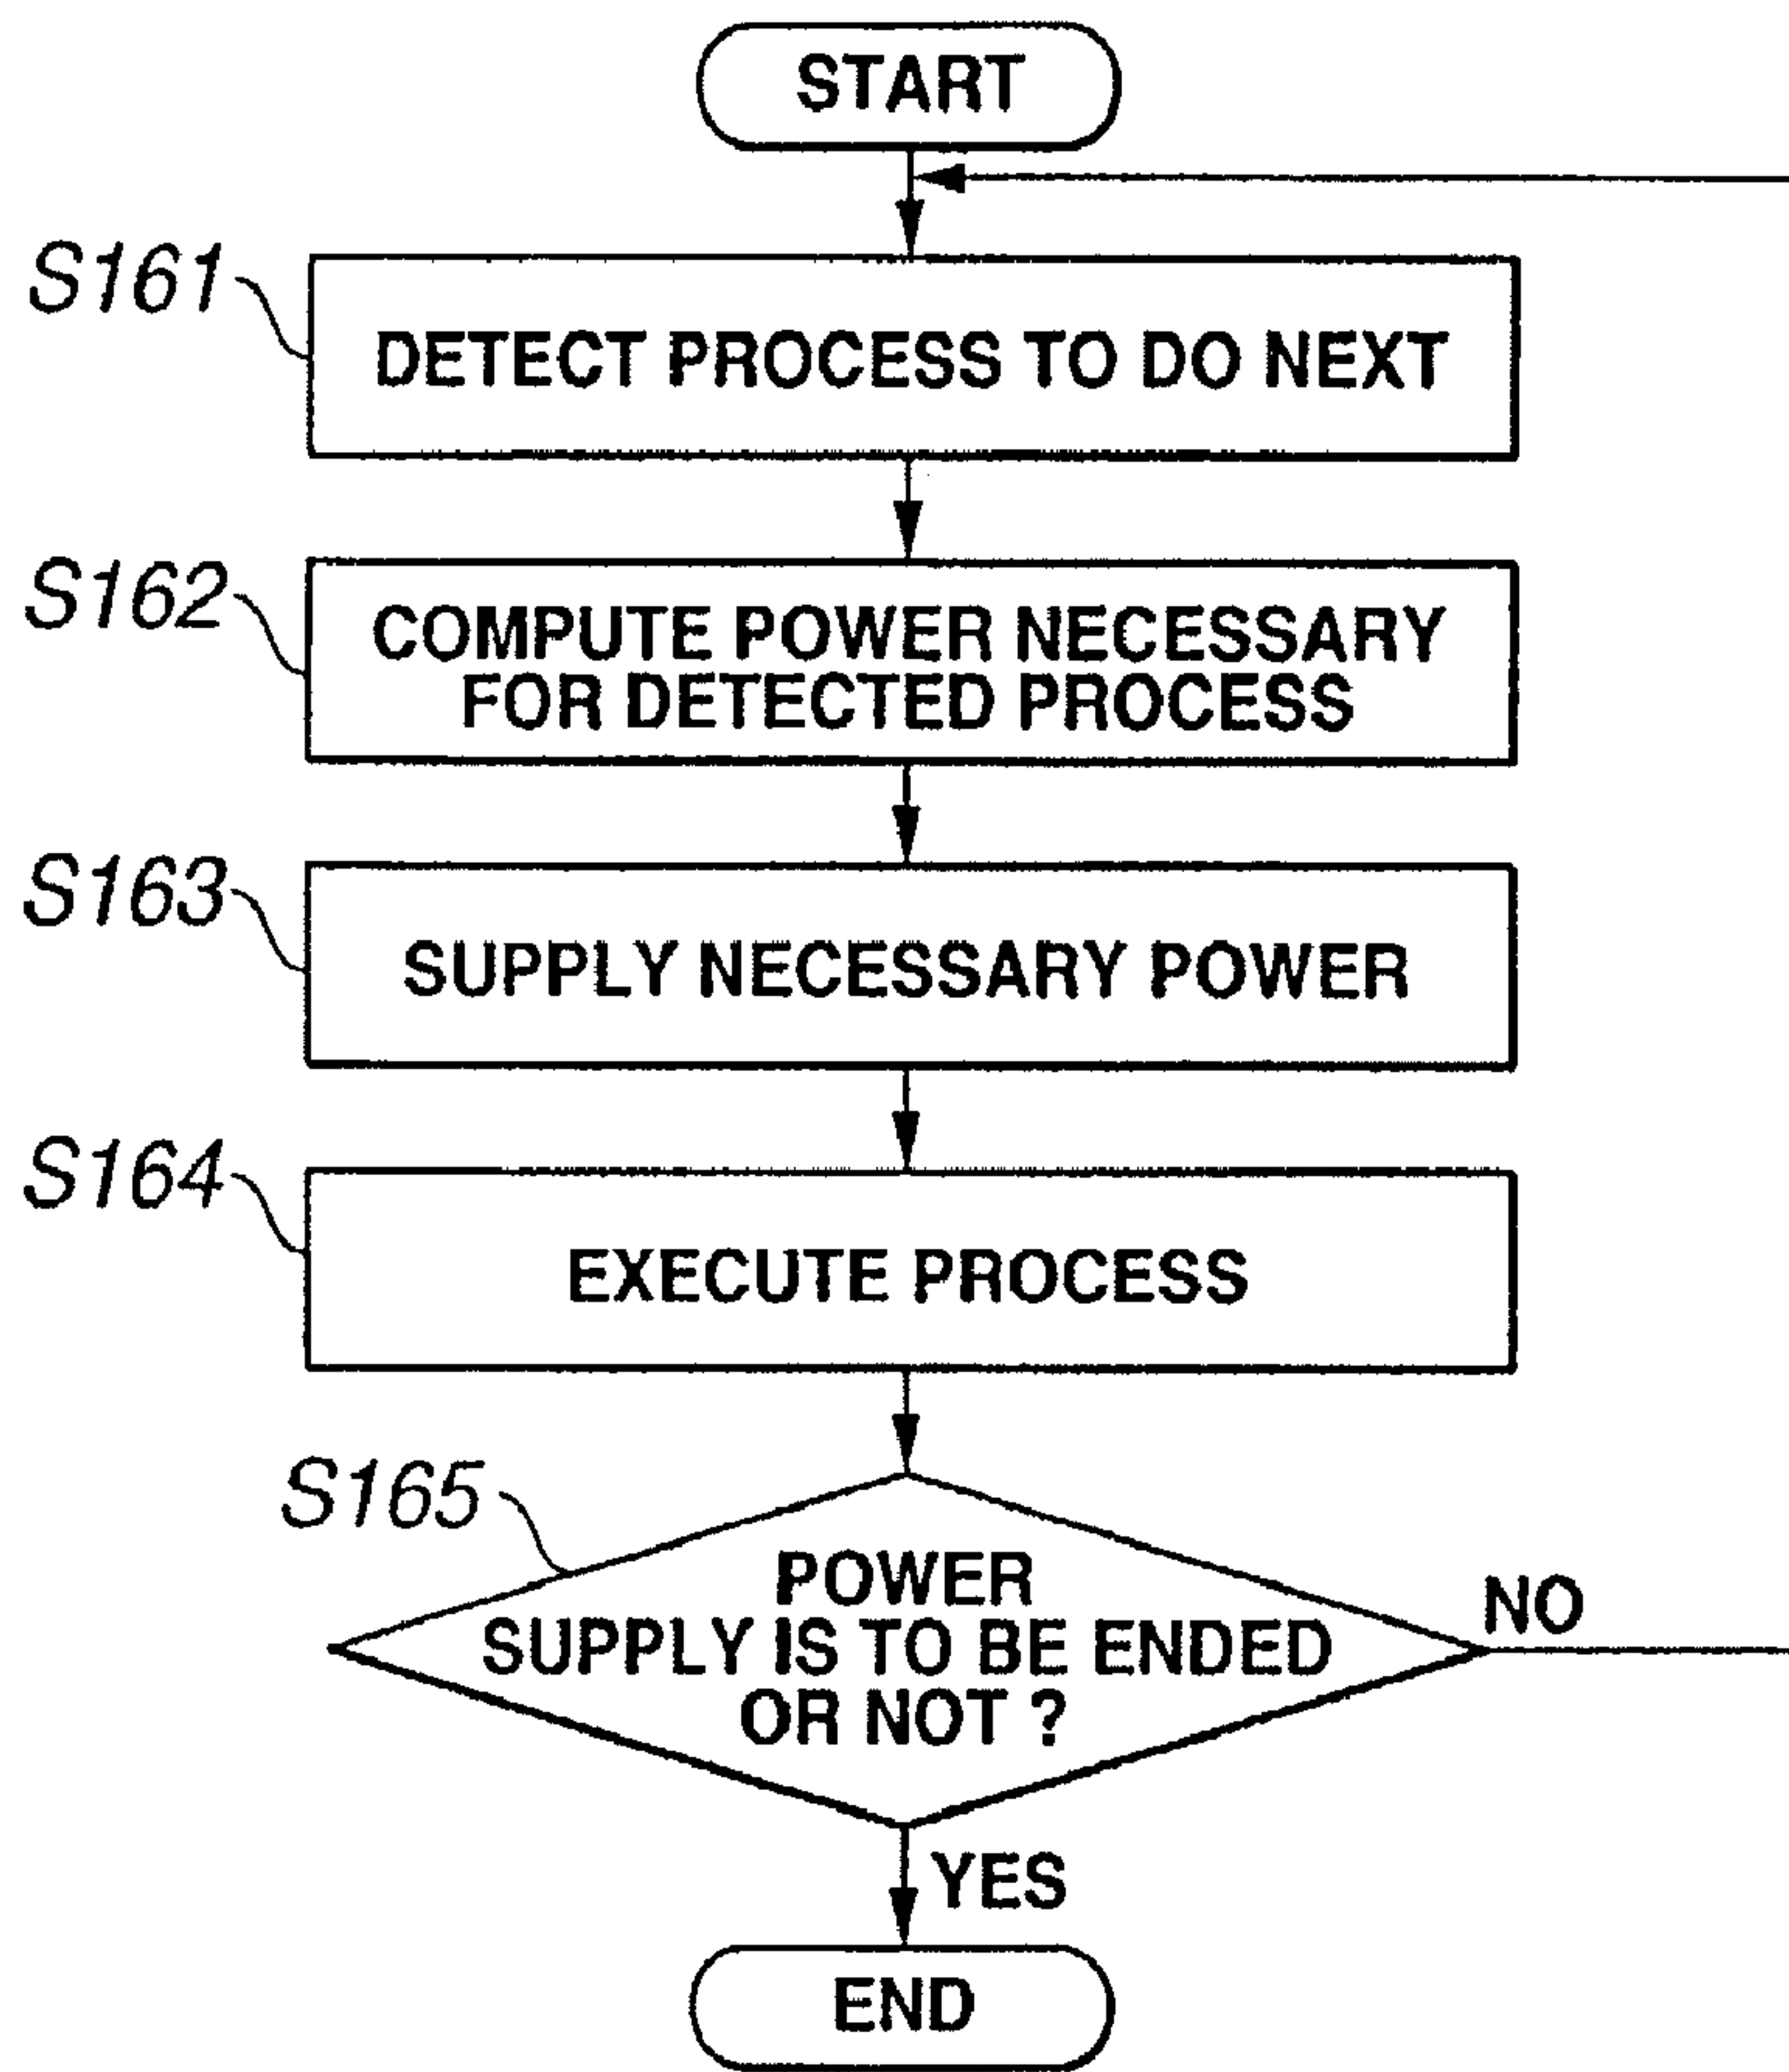 START
S161
DETECT PROCESS TO DO NEXT
S162
COMPUTE POWER NECESSARY
FOR DETECTED PROCESS
S163
SUPPLY NECESSARY POWER
S164
EXECUTE PROCESS
S165
POWER
SUPPLY IS TO BE ENDED
OR NOT ?
NO
YES
END